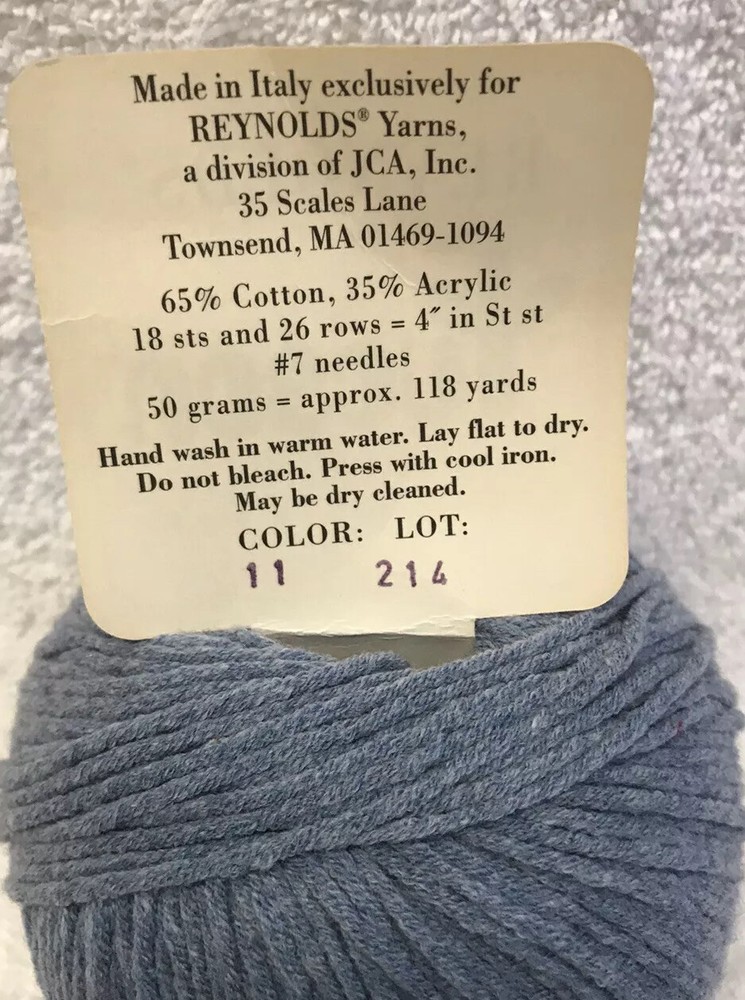 Made in Italy exclusively for
REYNOLDS® Yarns,
a division of JCA, Inc.
35 Scales Lane
Townsend, MA 01469-1094
65% Cotton, 35% Acrylic
18 sts and 26 rows = 4″ in St st
#7 needles
50 grams = approx. 118 yards
Hand wash in warm water. Lay flat to dry.
Do not bleach. Press with cool iron.
May be dry cleaned.
COLOR: LOT:
11 214